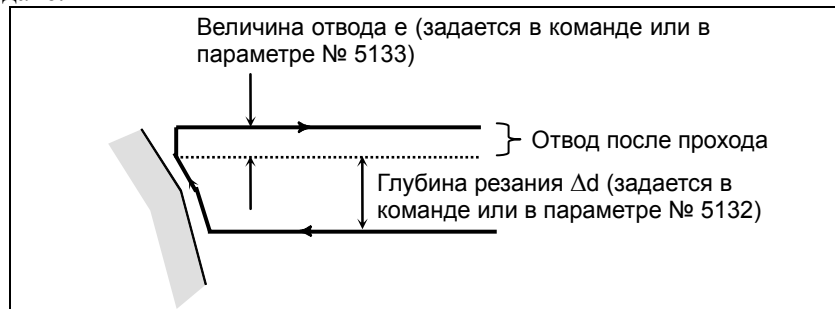 Величина отвода e (задается в команде или в
параметре № 5133)
Отвод после прохода
Глубина резания Δd (задается в
команде или в параметре № 5132)